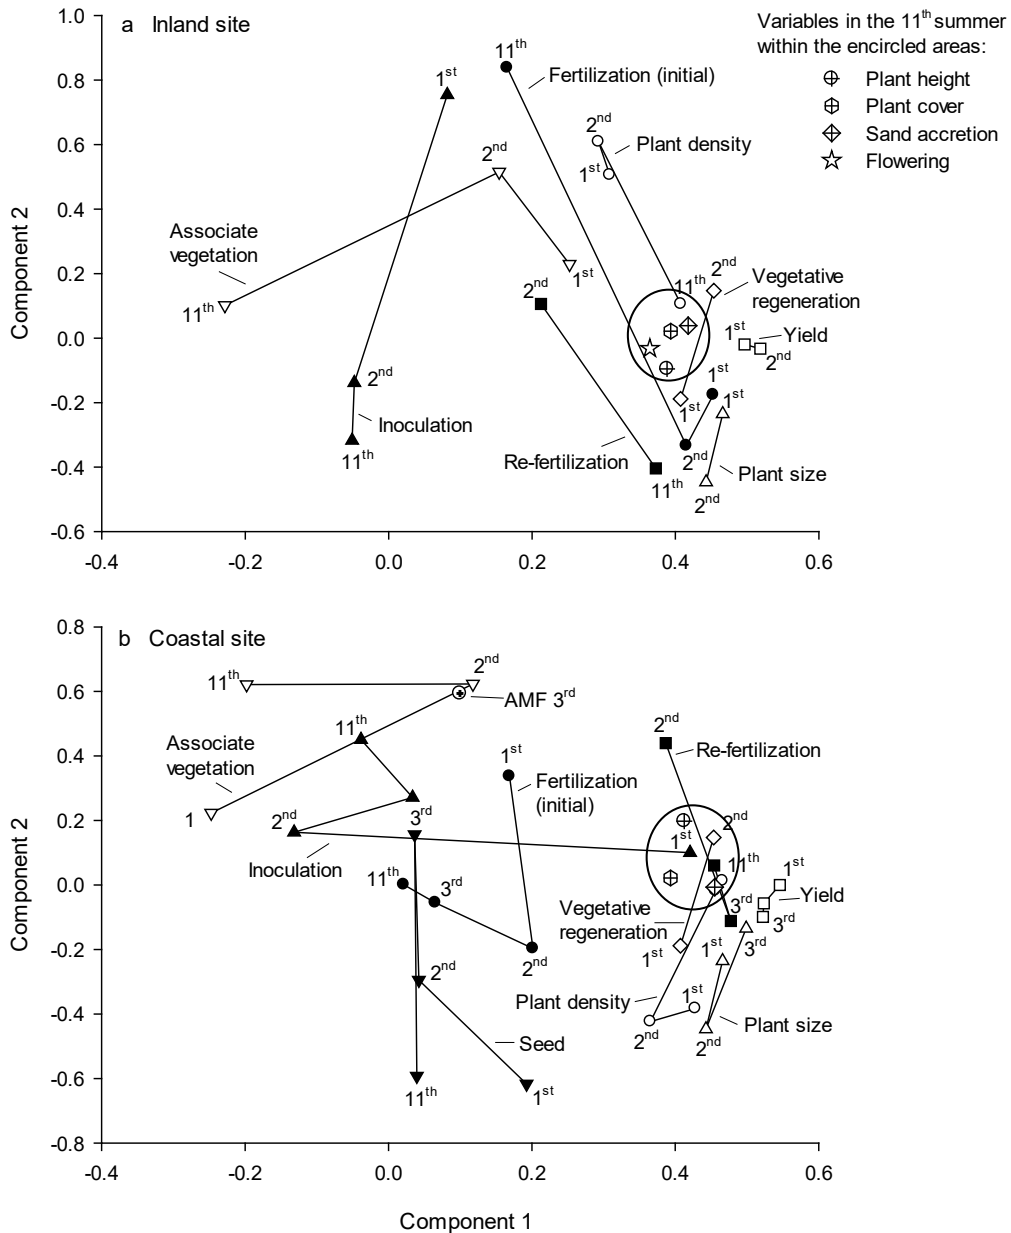 a Inland site
Variables in the 11th summer
within the encircled areas:
Plant height
Plant cover
Sand accretion
Flowering
1.0
0.8
0.6
0.4
0.2
0.0
-0.2
-0.4
-0.6
Component 2
-0.4
-0.2
0.0
0.2
0.4
0.6
11th
Fertilization (initial)
1st
2nd
Plant density
1st
2nd
Associate
vegetation
11th
1st
2nd
11th
2nd
Vegetative
regeneration
1st
Yield
2nd
1st
1st
1st
2nd
Inoculation
11th
Re-fertilization
2nd
11th
Plant size
2nd
b Coastal site
0.8
0.6
0.4
0.2
0.0
-0.2
-0.4
-0.6
-0.8
Component 2
-0.4
-0.2
0.0
0.2
0.4
0.6
Component 1
11th
2nd
AMF 3rd
11th
Associate
vegetation
1
1st
Fertilization
(initial)
2nd
Re-fertilization
2nd
3rd
Inoculation
1st
2nd
11th
1st
Yield
3rd
3rd
3rd
11th
3rd
2nd
Vegetative
regeneration
1st
1st
2nd
Plant density
1st
2nd
Plant size
2nd
Seed
11th
1st